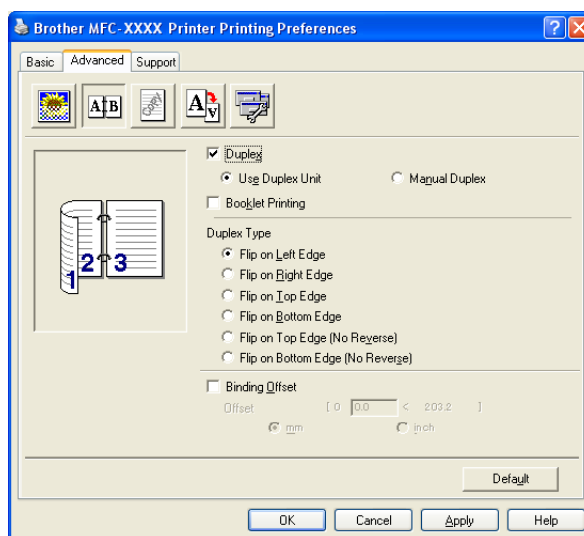 Brother MFC-XXXX Printer Printing Preferences
Basic Advanced Support
A B
A A
1 2 3
Duplex
Use Duplex Unit Manual Duplex
Booklet Printing
Duplex Type
Flip on Left Edge
Flip on Right Edge
Flip on Top Edge
Flip on Bottom Edge
Flip on Top Edge (No Reverse)
Flip on Bottom Edge (No Reverse)
Binding Offset
Offset [ 0 0.0 < 203.2 ]
mm inch
Default
OK Cancel Apply Help